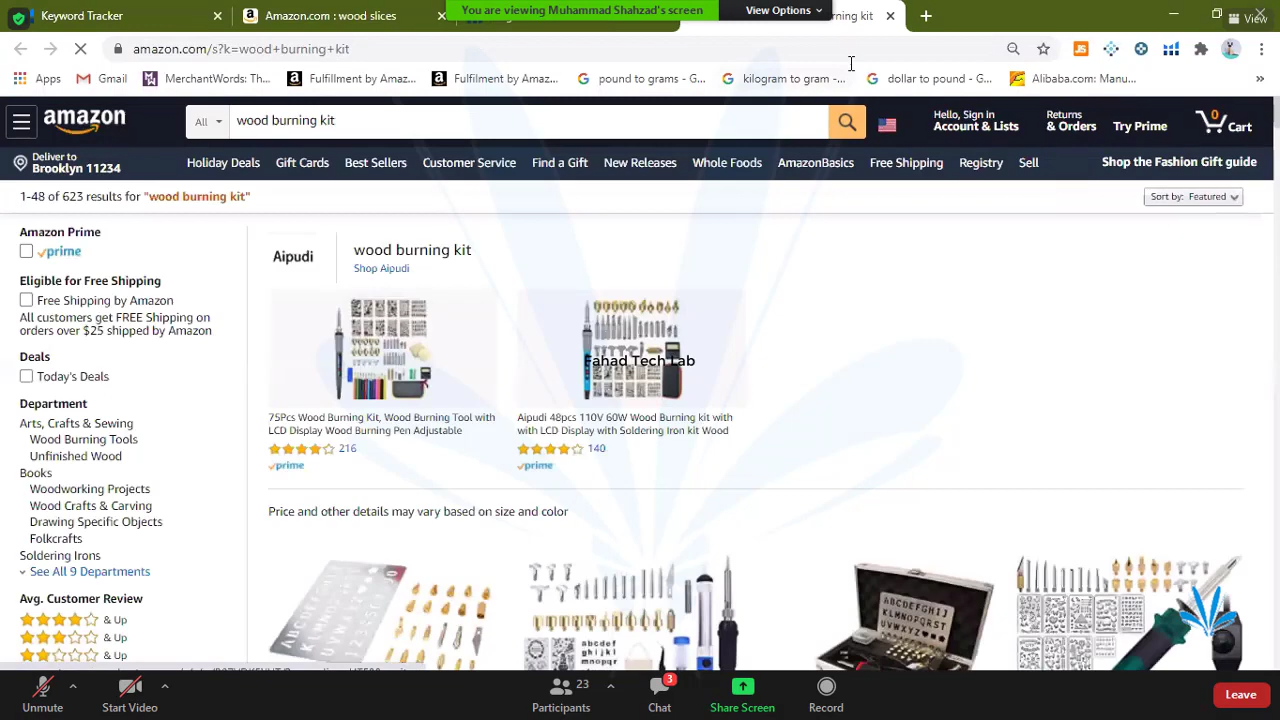 Keyword Tracker
Amazon.com : wood slices
You are viewing Muhammad Shahzad's screen
View Options
rning kit
View
amazon.com/s?k=wood+burning+kit
Apps
Gmail
MerchantWords: Th...
Fulfillment by Amaz...
Fulfilment by Amaz...
pound to grams - G...
kilogram to gram -...
dollar to pound - G...
Alibaba.com: Manu...
amazon
All
wood burning kit
Hello, Sign in
Account & Lists
Returns
& Orders
Try Prime
0
Cart
Deliver to
Brooklyn 11234
Holiday Deals
Gift Cards
Best Sellers
Customer Service
Find a Gift
New Releases
Whole Foods
AmazonBasics
Free Shipping
Registry
Sell
Shop the Fashion Gift guide
1-48 of 623 results for "wood burning kit"
Sort by: Featured
Amazon Prime
prime
Eligible for Free Shipping
Free Shipping by Amazon
All customers get FREE Shipping on
orders over $25 shipped by Amazon
Deals
Today's Deals
Department
Arts, Crafts & Sewing
Wood Burning Tools
Unfinished Wood
Books
Woodworking Projects
Wood Crafts & Carving
Drawing Specific Objects
Folkcrafts
Soldering Irons
See All 9 Departments
Avg. Customer Review
& Up
& Up
& Up
Aipudi
wood burning kit
Shop Aipudi
Fahad Tech Lab
75Pcs Wood Burning Kit, Wood Burning Tool with
LCD Display Wood Burning Pen Adjustable
216
prime
Aipudi 48pcs 110V 60W Wood Burning kit with
with LCD Display with Soldering Iron kit Wood
140
prime
Price and other details may vary based on size and color
Unmute
Start Video
23
Participants
3
Chat
Share Screen
Record
Leave